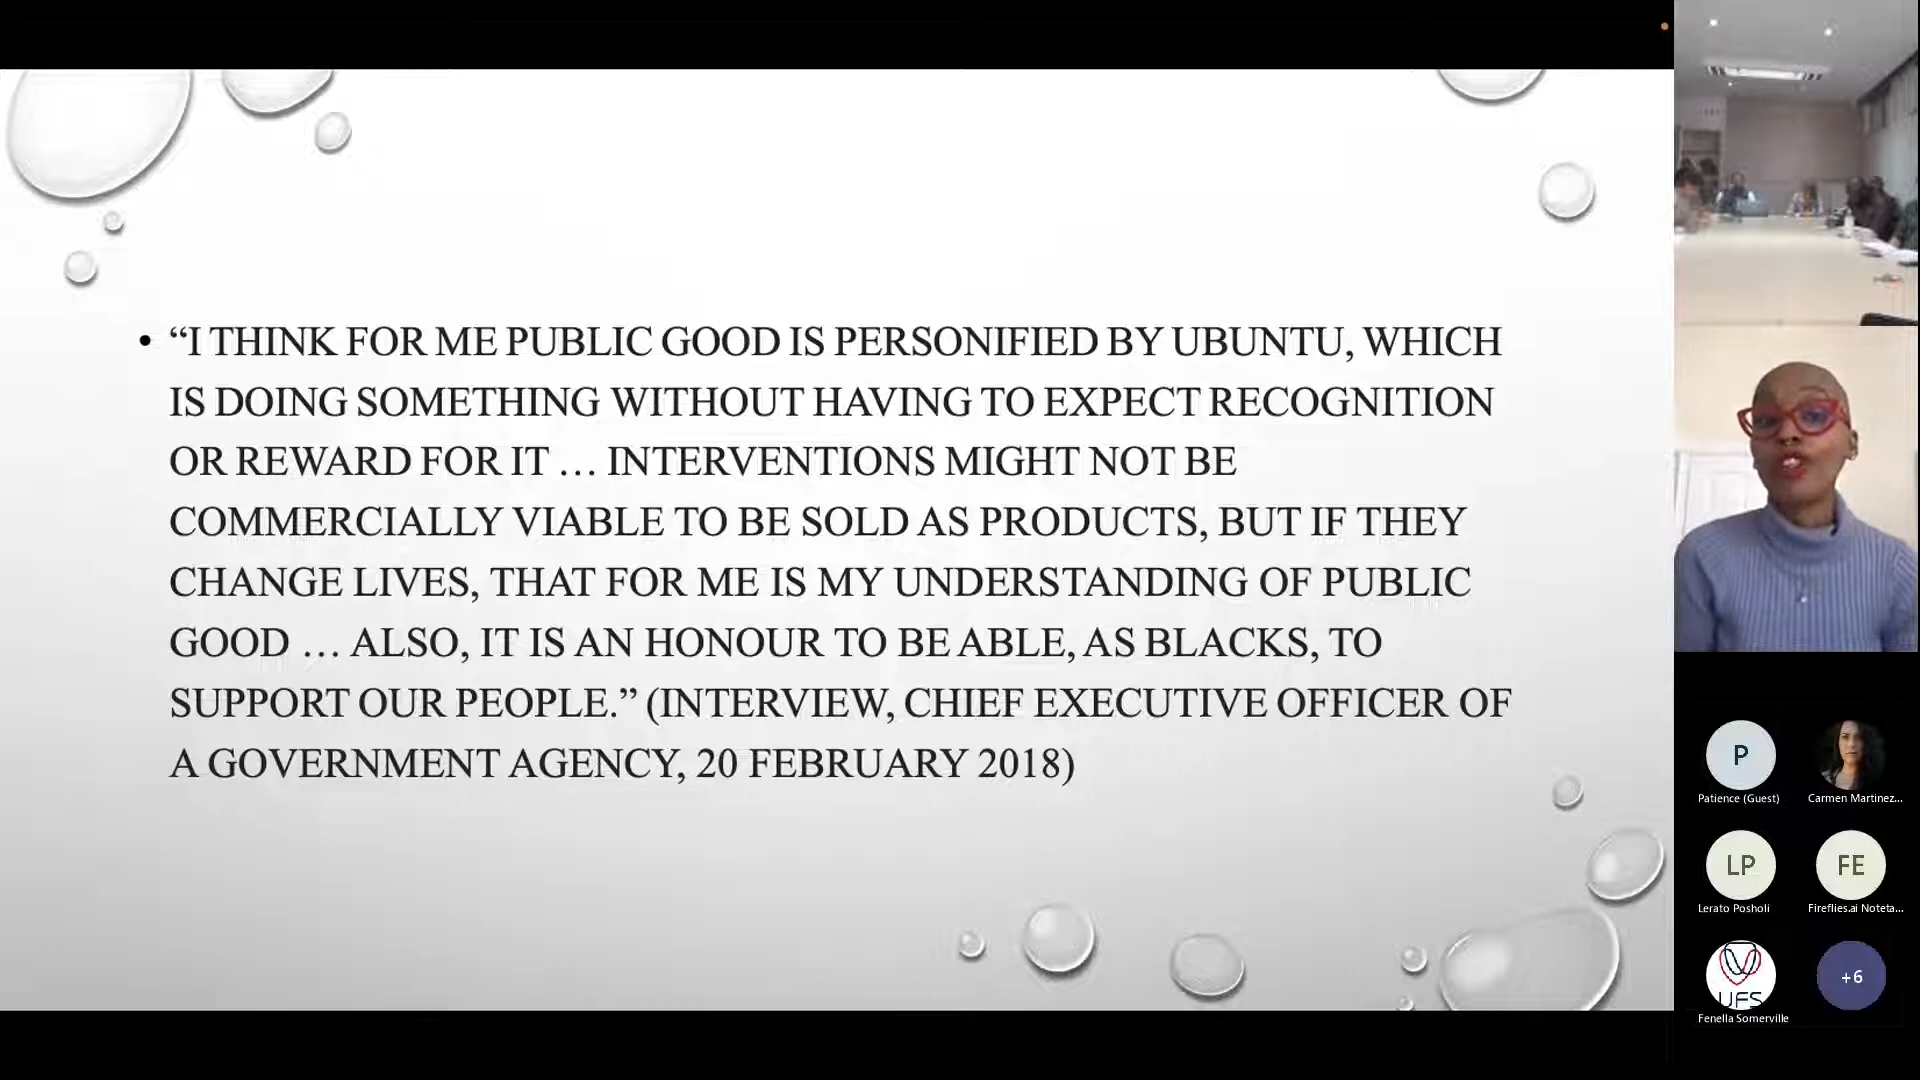 • “I THINK FOR ME PUBLIC GOOD IS PERSONIFIED BY UBUNTU, WHICH
IS DOING SOMETHING WITHOUT HAVING TO EXPECT RECOGNITION
OR REWARD FOR IT … INTERVENTIONS MIGHT NOT BE
COMMERCIALLY VIABLE TO BE SOLD AS PRODUCTS, BUT IF THEY
CHANGE LIVES, THAT FOR ME IS MY UNDERSTANDING OF PUBLIC
GOOD … ALSO, IT IS AN HONOUR TO BE ABLE, AS BLACKS, TO
SUPPORT OUR PEOPLE.” (INTERVIEW, CHIEF EXECUTIVE OFFICER OF
A GOVERNMENT AGENCY, 20 FEBRUARY 2018)
P
Patience (Guest)
Carmen Martinez...
LP
Lerato Posholi
FE
Fireflies.ai Noteta...
UFS
Fenella Somerville
+6